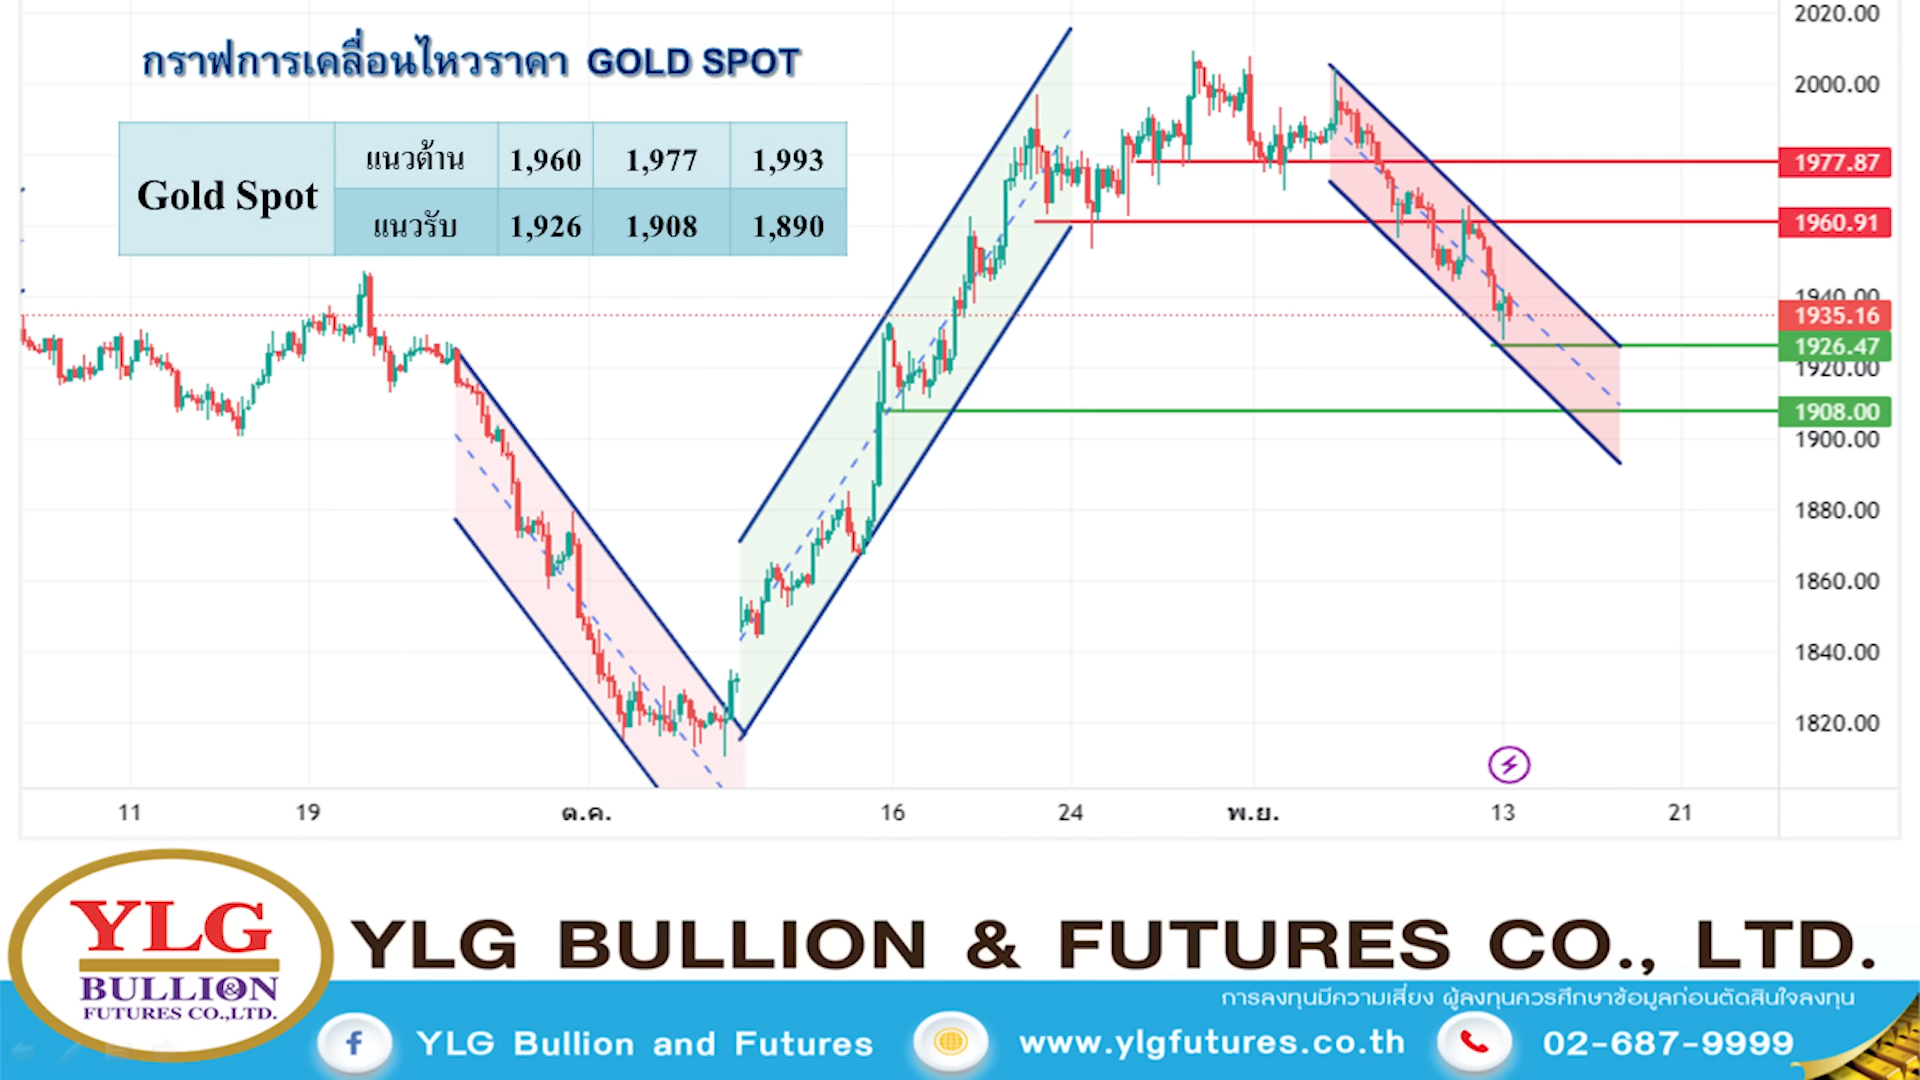 กราฟการเคลื่อนไหวราคา GOLD SPOT
Gold Spot
แนวต้าน 1,960 1,977 1,993
แนวรับ 1,926 1,908 1,890
2020.00
2000.00
1977.87
1960.91
1940.00
1935.16
1926.47
1920.00
1908.00
1900.00
1880.00
1860.00
1840.00
1820.00
11 19 ต.ค. 16 24 พ.ย. 13 21
YLG
BULLION
&
FUTURES CO.,LTD.
YLG BULLION & FUTURES CO., LTD.
การลงทุนมีความเสี่ยง ผู้ลงทุนควรศึกษาข้อมูลก่อนตัดสินใจลงทุน
f YLG Bullion and Futures www.ylgfutures.co.th 02-687-9999